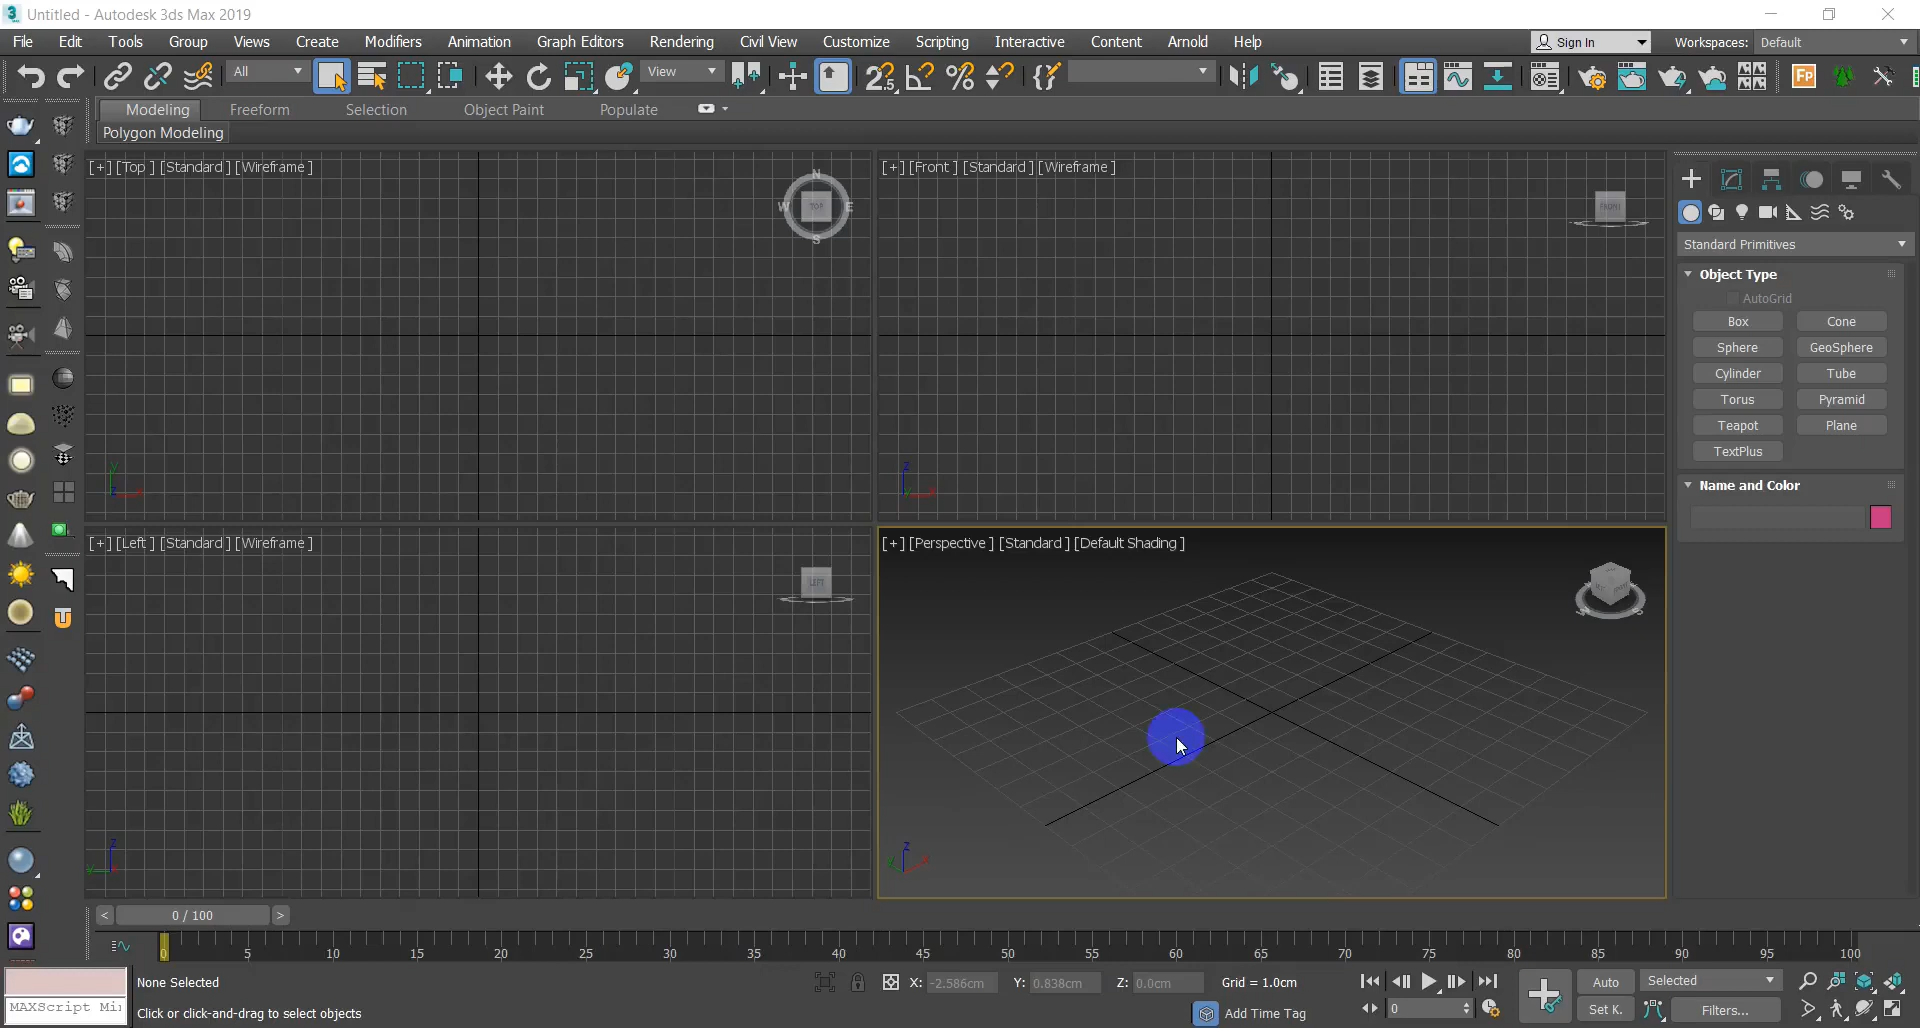 Untitled - Autodesk 3ds Max 2019
File Edit Tools Group Views Create Modifiers Animation Graph Editors Rendering Civil View Customize Scripting Interactive Content Arnold Help Sign In Workspaces: Default
All View
Modeling Freeform Selection Object Paint Populate
Polygon Modeling
[+] [Top ] [Standard ] [Wireframe ]
[+] [Front ] [Standard ] [Wireframe ]
N
W TOP E
S
FRONT
Standard Primitives
Object Type
AutoGrid
Box Cone
Sphere GeoSphere
Cylinder Tube
Torus Pyramid
Teapot Plane
TextPlus
Name and Color
y
z x
z
y x
[+] [Left ] [Standard ] [Wireframe ]
[+] [Perspective ] [Standard ] [Default Shading ]
LEFT
z
y x
z
y x
< 0 / 100 >
0 5 10 15 20 25 30 35 40 45 50 55 60 65 70 75 80 85 90 95 100
None Selected X: -2.586cm Y: 0.838cm Z: 0.0cm Grid = 1.0cm Auto Selected
MAXScript Mi Click or click-and-drag to select objects Add Time Tag 0 Set K. Filters...